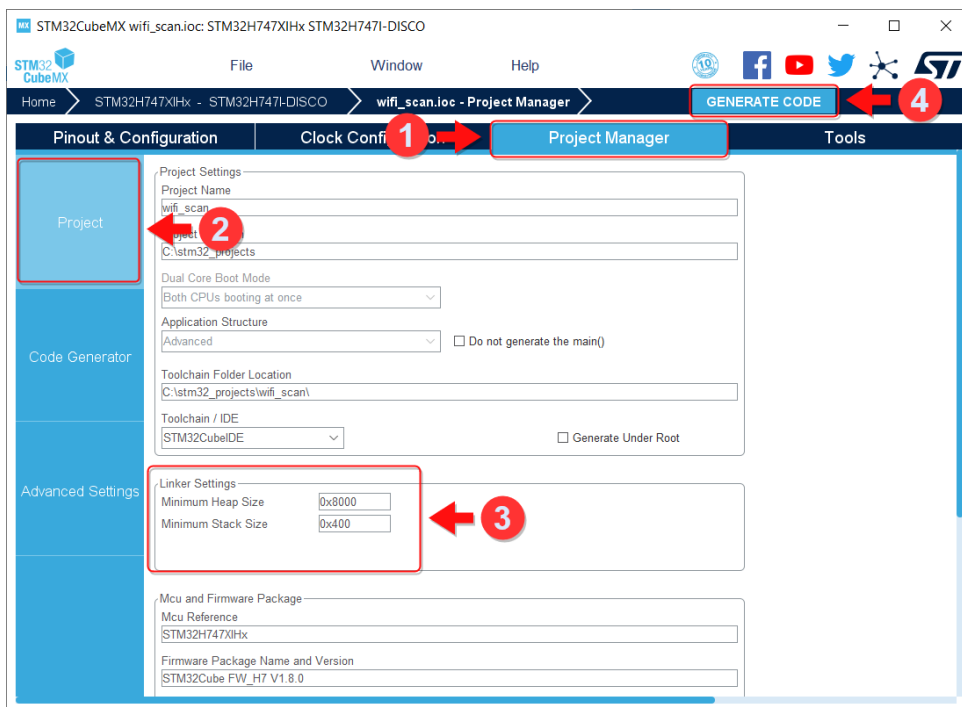 MX STM32CubeMX wifi_scan.ioc: STM32H747XIHx STM32H747I-DISCO
STM32 CubeMX
File Window Help
10
ST
Home STM32H747XIHx - STM32H747I-DISCO wifi_scan.ioc - Project Manager GENERATE CODE 4
Pinout & Configuration Clock Confi 1 Project Manager Tools
Project
2
Code Generator
Advanced Settings
Project Settings
Project Name
wifi_scan
C:\stm32_projects
Dual Core Boot Mode
Both CPUs booting at once
Application Structure
Advanced Do not generate the main()
Toolchain Folder Location
C:\stm32_projects\wifi_scan\
Toolchain / IDE
STM32CubeIDE Generate Under Root
Linker Settings
Minimum Heap Size 0x8000
Minimum Stack Size 0x400
3
Mcu and Firmware Package
Mcu Reference
STM32H747XIHx
Firmware Package Name and Version
STM32Cube FW_H7 V1.8.0